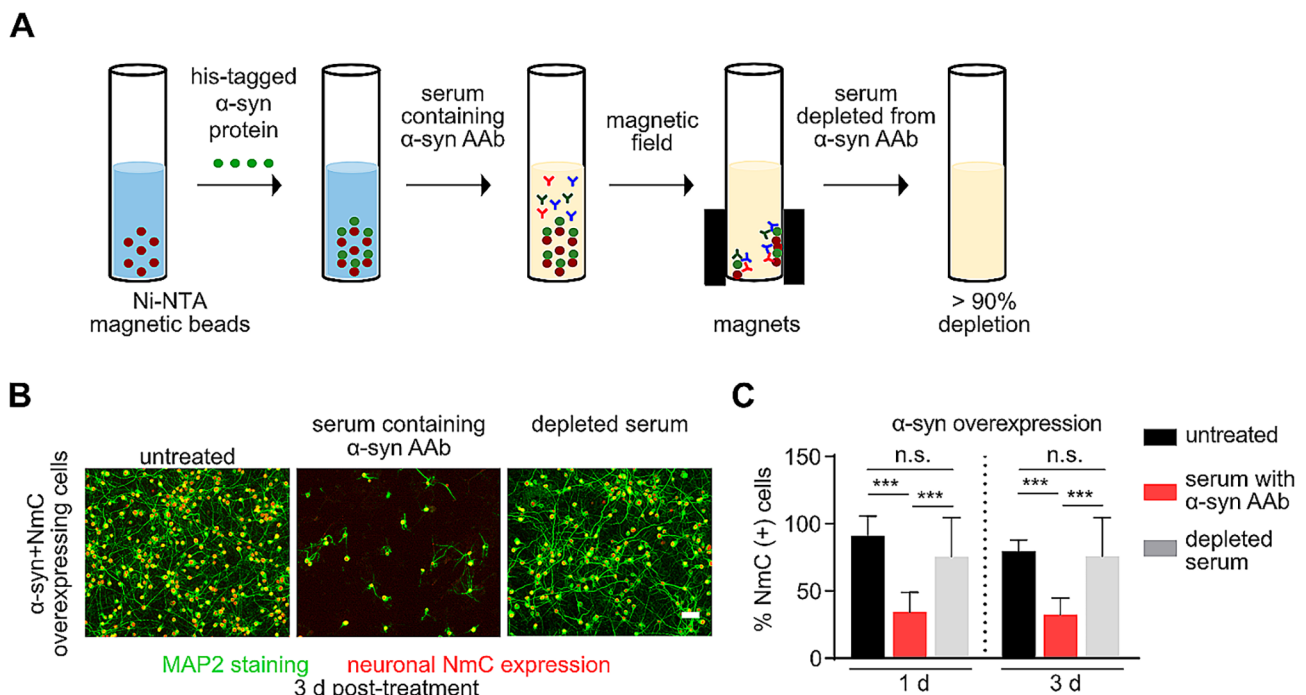 A
his-tagged
α-syn
protein
serum
containing
α-syn AAb
magnetic
field
serum
depleted from
α-syn AAb
Ni-NTA
magnetic beads
magnets
> 90%
depletion
B
α-syn+NmC
overexpressing cells
untreated
serum containing
α-syn AAb
depleted serum
MAP2 staining
neuronal NmC expression
3 d post-treatment
C
α-syn overexpression
% NmC (+) cells
150
100
50
0
n.s.
***
***
n.s.
***
***
1 d
3 d
untreated
serum with
α-syn AAb
depleted
serum